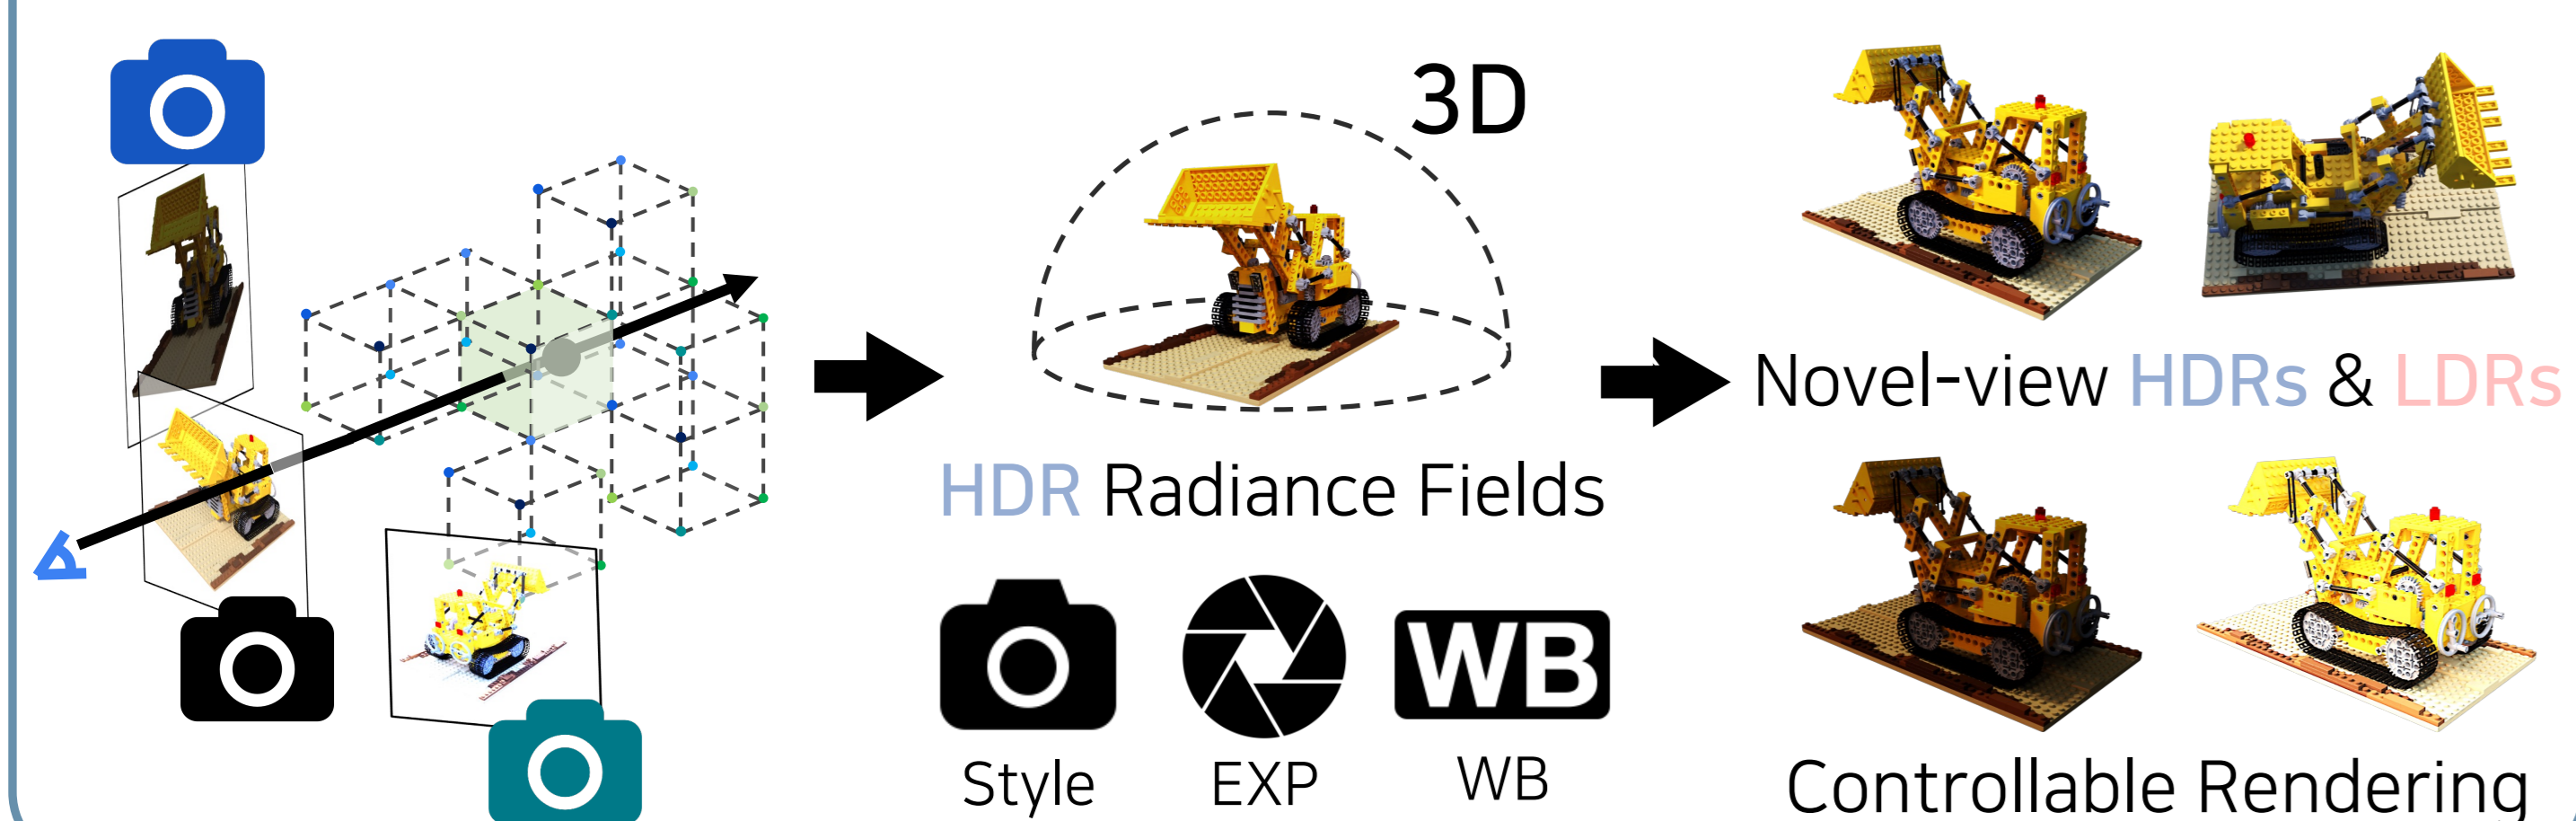 3D
HDR Radiance Fields
WB
Style
EXP
WB
Novel-view HDRs & LDRs
Controllable Rendering